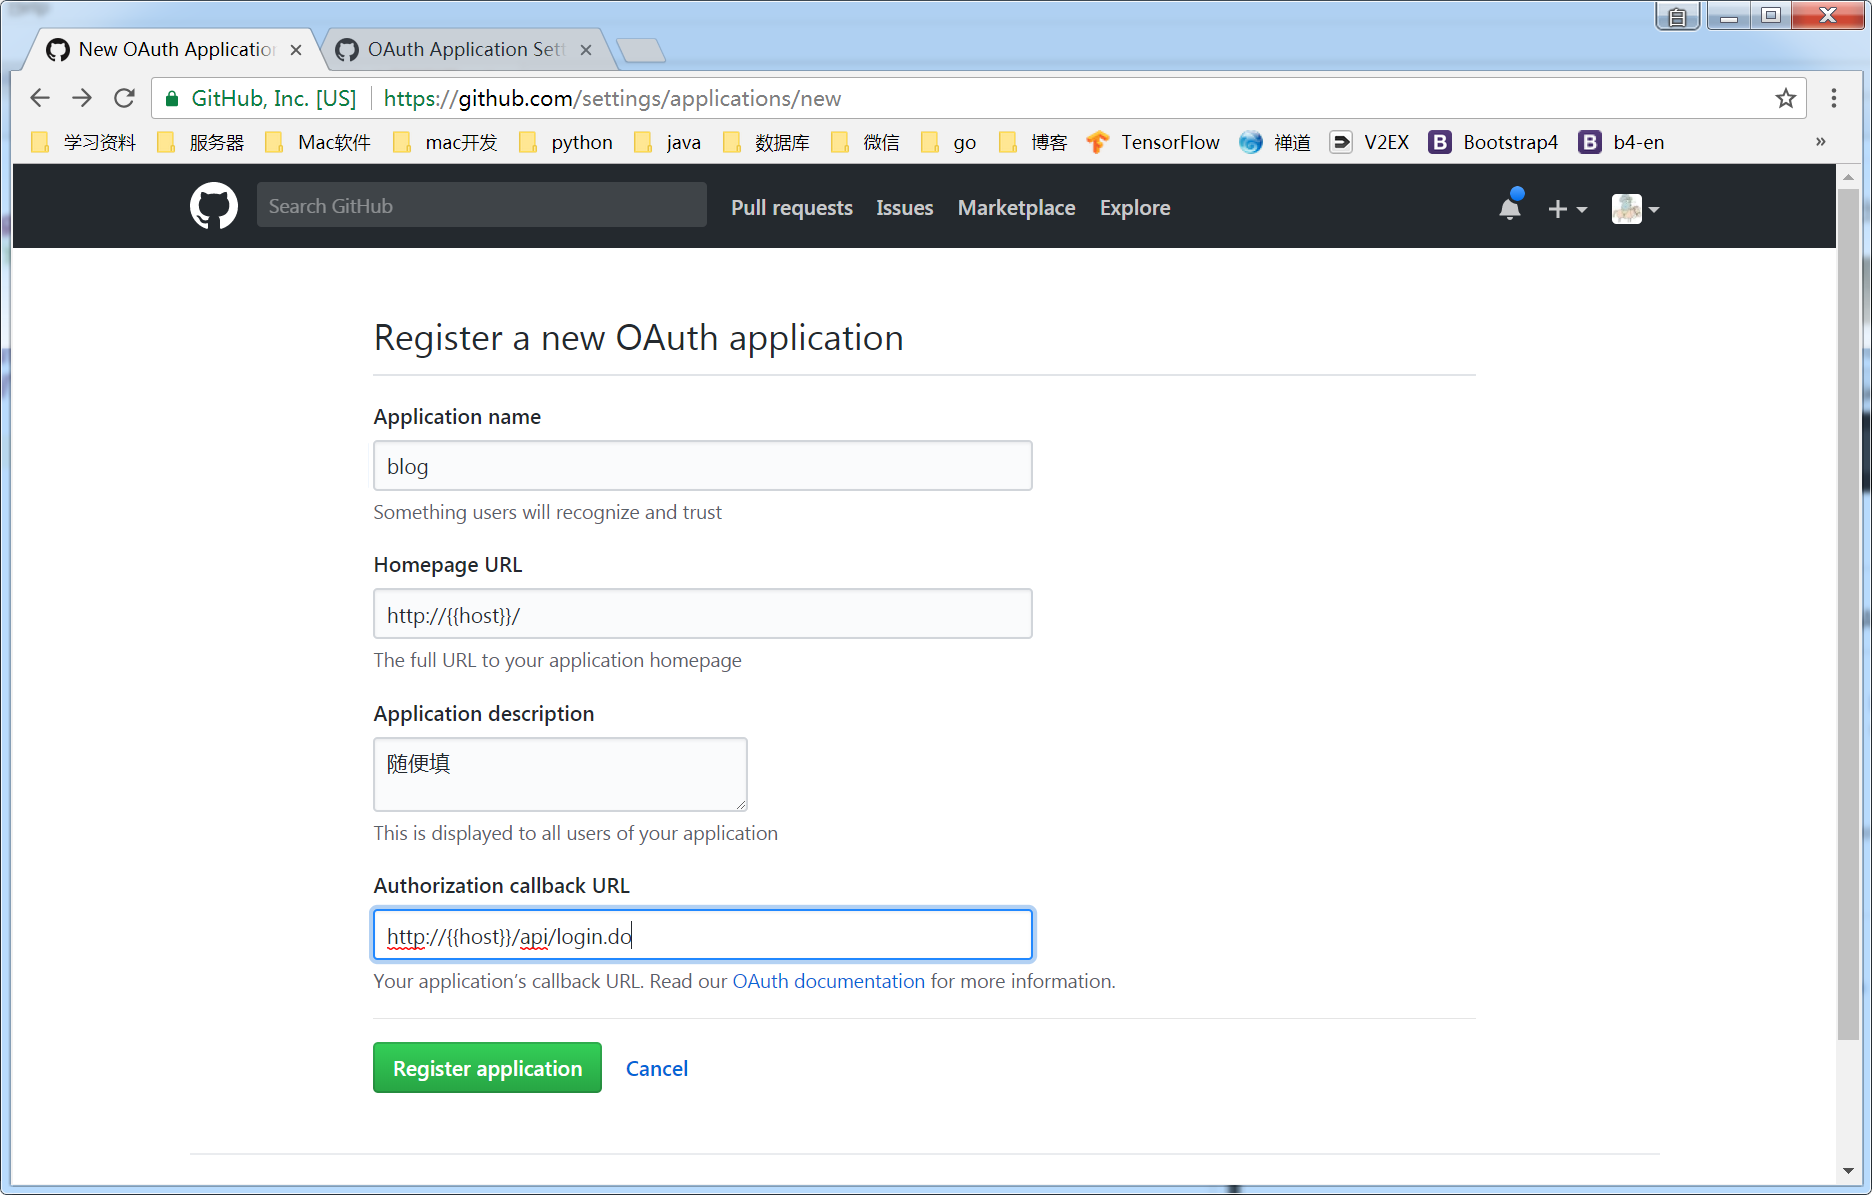 New OAuth Applicatio
OAuth Application Sett
GitHub, Inc. [US]
https://github.com/settings/applications/new
学习资料 服务器 Mac软件 mac开发 python java 数据库 微信 go 博客 TensorFlow 禅道 V2EX Bootstrap4 b4-en »
Search GitHub
Pull requests Issues Marketplace Explore
Register a new OAuth application
Application name
blog
Something users will recognize and trust
Homepage URL
http://{{host}}/
The full URL to your application homepage
Application description
随便填
This is displayed to all users of your application
Authorization callback URL
http://{{host}}/api/login.do
Your application’s callback URL. Read our OAuth documentation for more information.
Register application Cancel